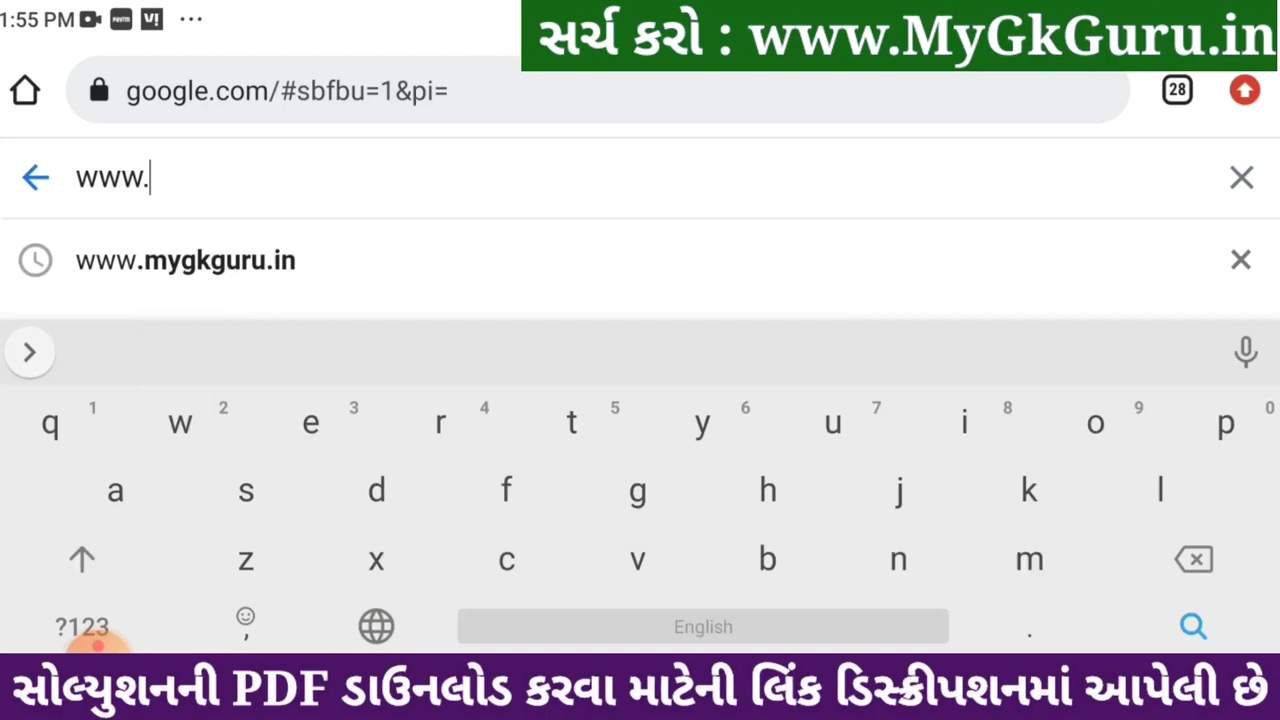 1:55 PM
સર્ચ કરો : www.MyGkGuru.in
google.com/#sbfbu=1&pi=
28
www.
www.mygkguru.in
q 1 w 2 e 3 r 4 t 5 y 6 u 7 i 8 o 9 p 0
a s d f g h j k l
z x c v b n m
?123 , English .
સોલ્યુશનની PDF ડાઉનલોડ કરવા માટેની લિંક ડિસ્ક્રીપશનમાં આપેલી છે